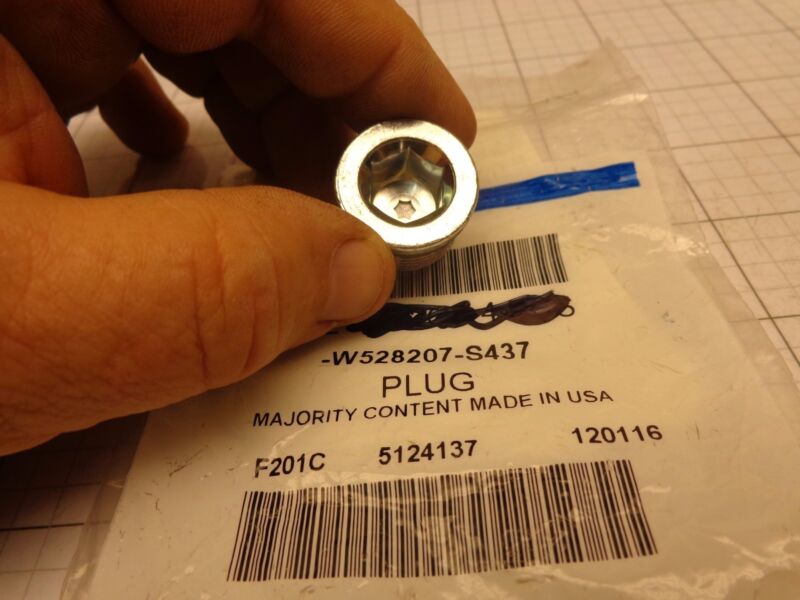 -W528207-S437
PLUG
MAJORITY CONTENT MADE IN USA
F201C 5124137 120116